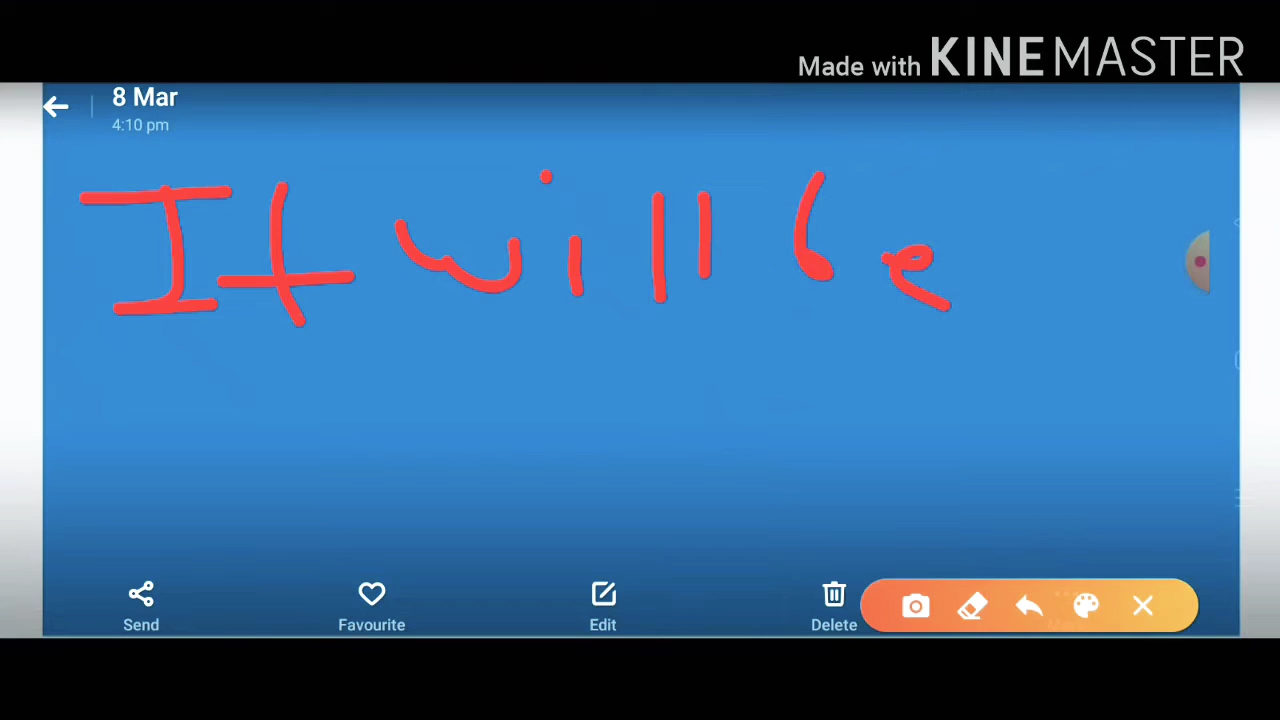 Made with KINEMASTER
8 Mar
4:10 pm
It will be
Send Favourite Edit Delete